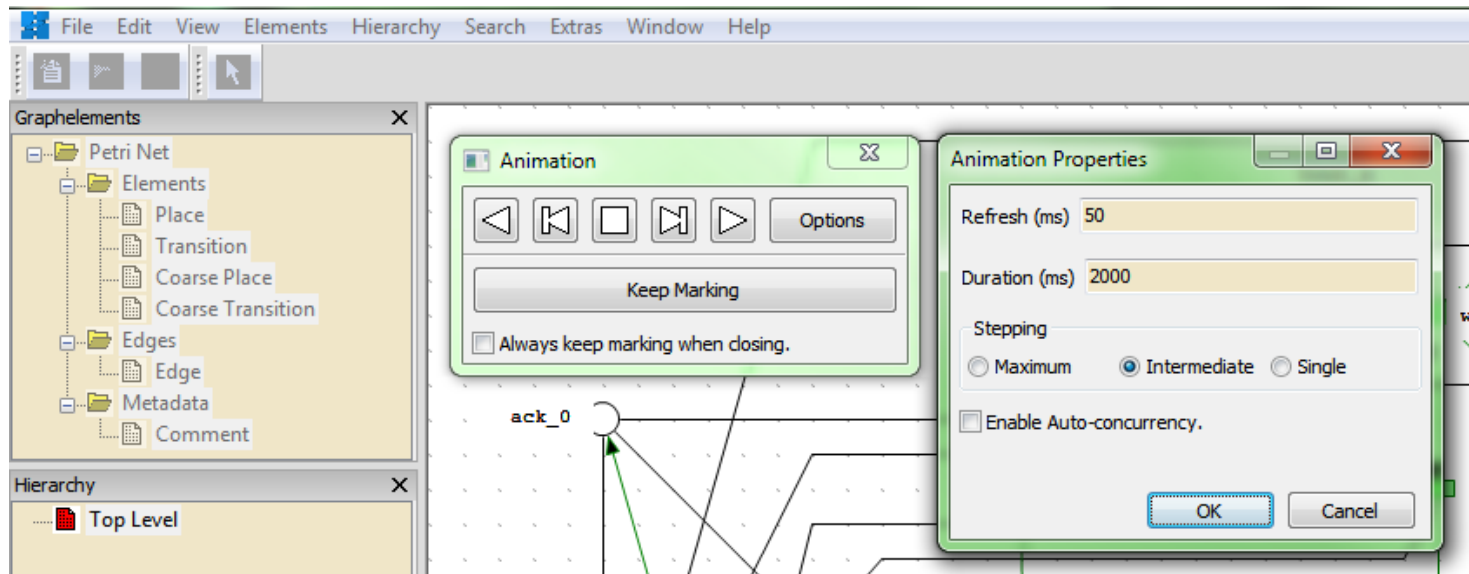 File Edit View Elements Hierarchy Search Extras Window Help
Graphelements
Petri Net
Elements
Place
Transition
Coarse Place
Coarse Transition
Edges
Edge
Metadata
Comment
Hierarchy
Top Level
Animation
Options
Keep Marking
Always keep marking when closing.
ack_0
Animation Properties
Refresh (ms) 50
Duration (ms) 2000
Stepping
Maximum Intermediate Single
Enable Auto-concurrency.
OK Cancel